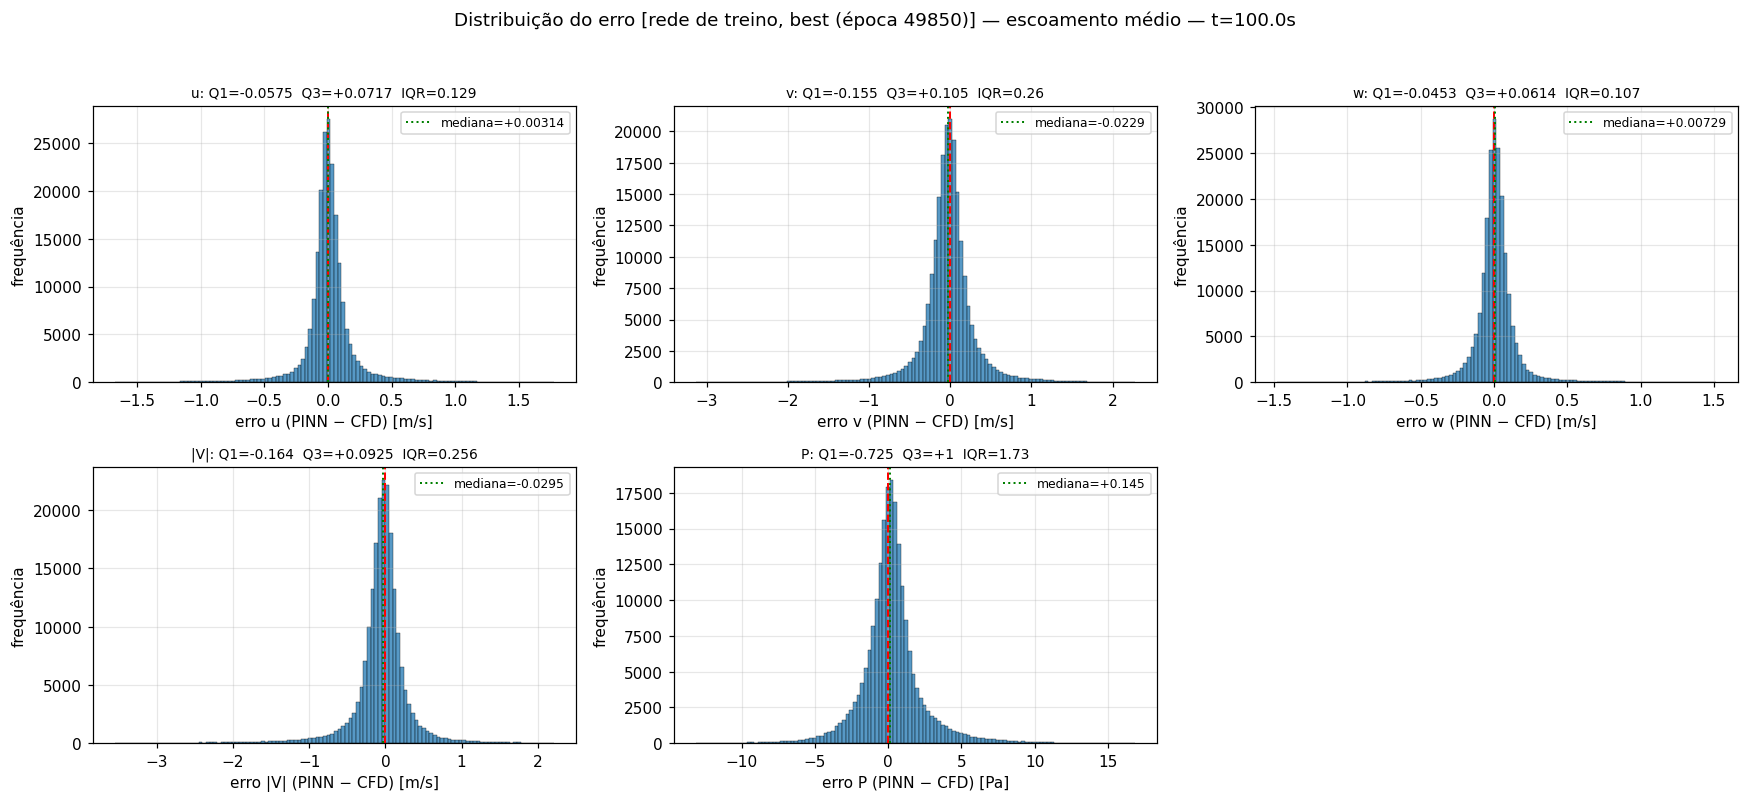 Distribuição do erro [rede de treino, best (época 49850)] — escoamento médio — t=100.0s
u: Q1=-0.0575  Q3=+0.0717  IQR=0.129
mediana=+0.00314
frequência
25000
20000
15000
10000
5000
0
−1.5 −1.0 −0.5 0.0 0.5 1.0 1.5
erro u (PINN − CFD) [m/s]
v: Q1=-0.155  Q3=+0.105  IQR=0.26
mediana=-0.0229
frequência
20000
17500
15000
12500
10000
7500
5000
2500
0
−3 −2 −1 0 1 2
erro v (PINN − CFD) [m/s]
w: Q1=-0.0453  Q3=+0.0614  IQR=0.107
mediana=+0.00729
frequência
30000
25000
20000
15000
10000
5000
0
−1.5 −1.0 −0.5 0.0 0.5 1.0 1.5
erro w (PINN − CFD) [m/s]
|V|: Q1=-0.164  Q3=+0.0925  IQR=0.256
mediana=-0.0295
frequência
20000
15000
10000
5000
0
−3 −2 −1 0 1 2
erro |V| (PINN − CFD) [m/s]
P: Q1=-0.725  Q3=+1  IQR=1.73
mediana=+0.145
frequência
17500
15000
12500
10000
7500
5000
2500
0
−10 −5 0 5 10 15
erro P (PINN − CFD) [Pa]